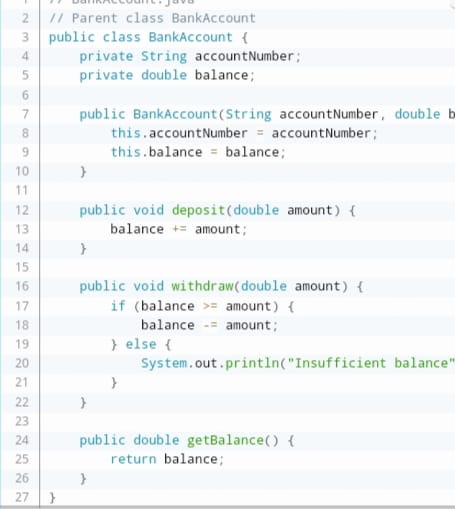 1 // BankAccount.java
2 // Parent class BankAccount
3 public class BankAccount {
4     private String accountNumber;
5     private double balance;
6
7     public BankAccount(String accountNumber, double b
8         this.accountNumber = accountNumber;
9         this.balance = balance;
10     }
11
12     public void deposit(double amount) {
13         balance += amount;
14     }
15
16     public void withdraw(double amount) {
17         if (balance >= amount) {
18             balance -= amount;
19         } else {
20             System.out.println("Insufficient balance"
21         }
22     }
23
24     public double getBalance() {
25         return balance;
26     }
27 }